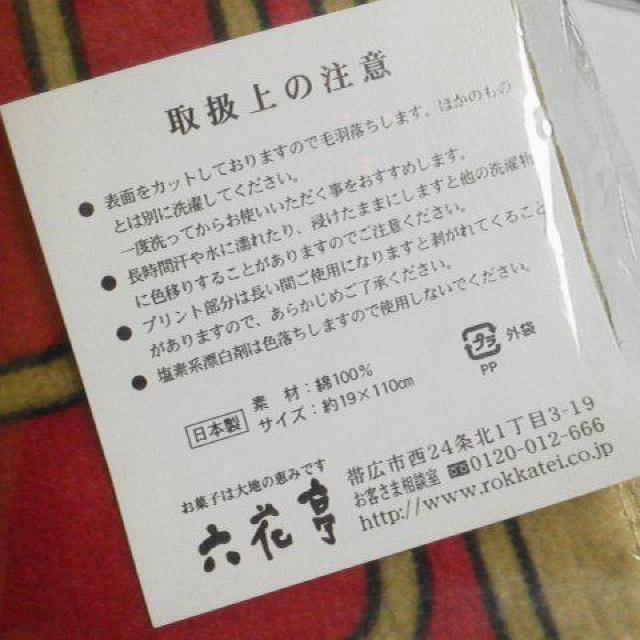 取扱上の注意
● 表面をカットしておりますので毛羽落ちします。ほかのもの
とは別に洗濯してください。
一度洗ってからお使いいただく事をおすすめします。
● 長時間汗や水に濡れたり、浸けたままにしますと他の洗濯物
に色移りすることがありますのでご注意ください。
● プリント部分は長い間ご使用になりますと剥がれてくること
がありますので、あらかじめご了承ください。
● 塩素系漂白剤は色落ちしますので使用しないでください。
日本製
素 材：綿100%
サイズ：約19×110cm
プラ 外袋
PP
お菓子は大地の恵みです
六花亭
帯広市西24条北1丁目3-19
お客さま相談室 0120-012-666
http://www.rokkatei.co.jp